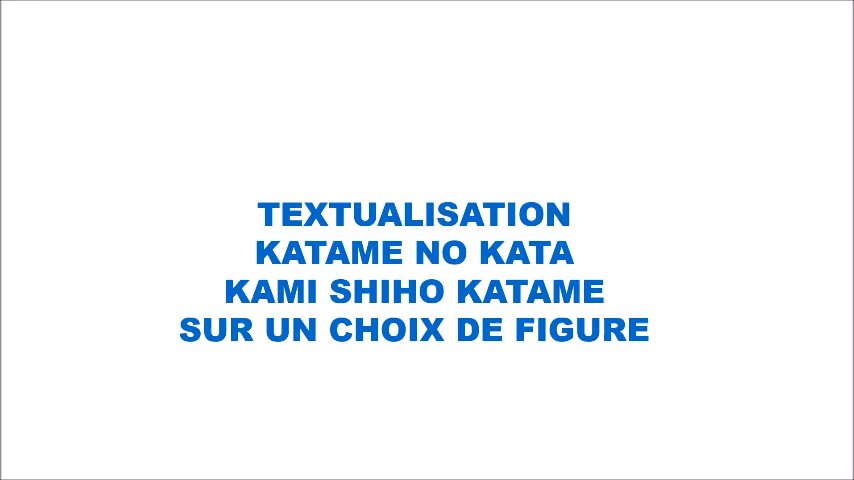 TEXTUALISATION
KATAME NO KATA
KAMI SHIHO KATAME
SUR UN CHOIX DE FIGURE